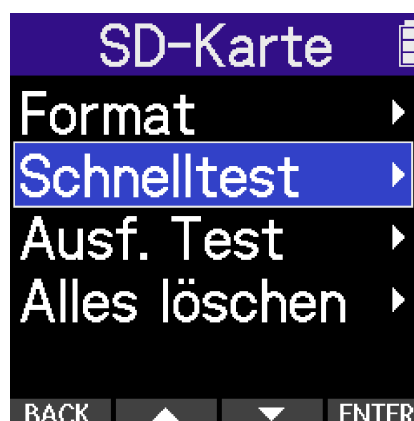 SD-Karte
Format
Schnelltest
Ausf. Test
Alles löschen
BACK ENTER